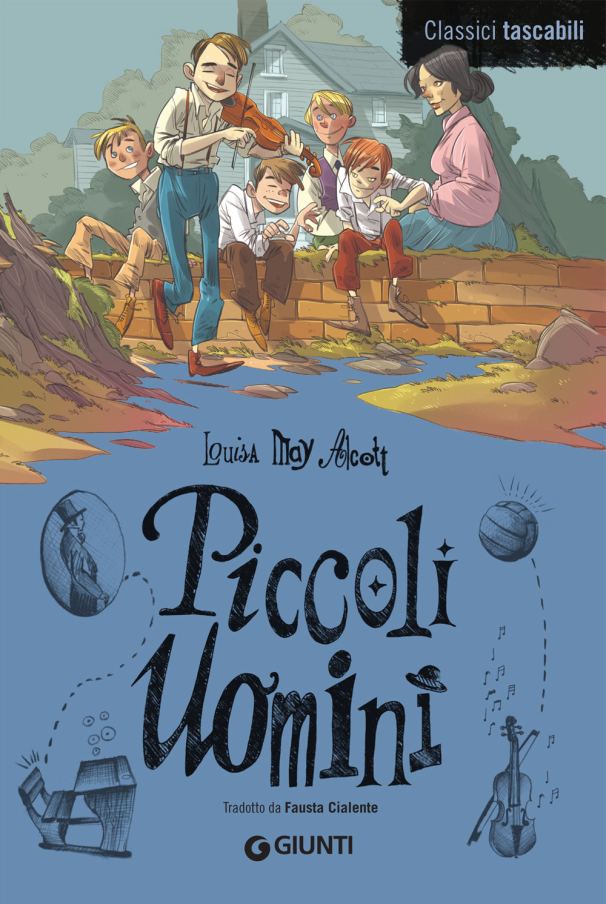 Classici tascabili
Louisa May Alcott
Piccoli
Uomini
Tradotto da Fausta Cialente
GIUNTI